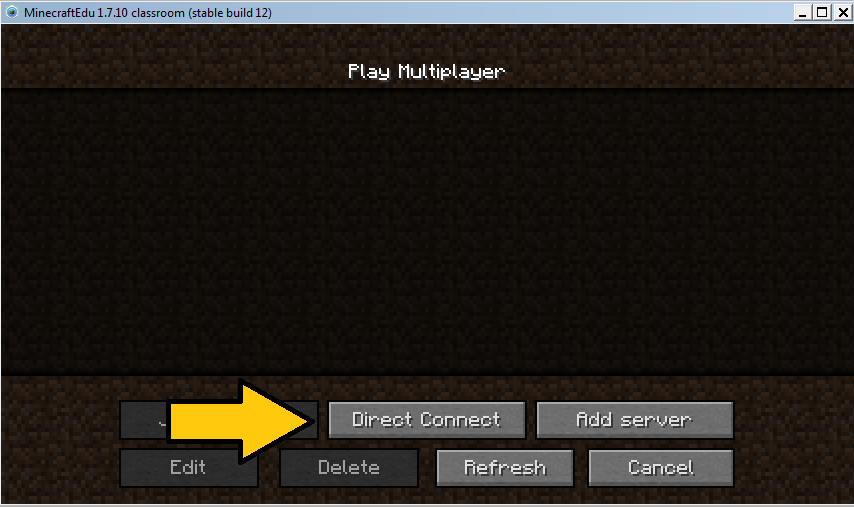 MinecraftEdu 1.7.10 classroom (stable build 12)
Play Multiplayer
Direct Connect
Add server
Edit
Delete
Refresh
Cancel